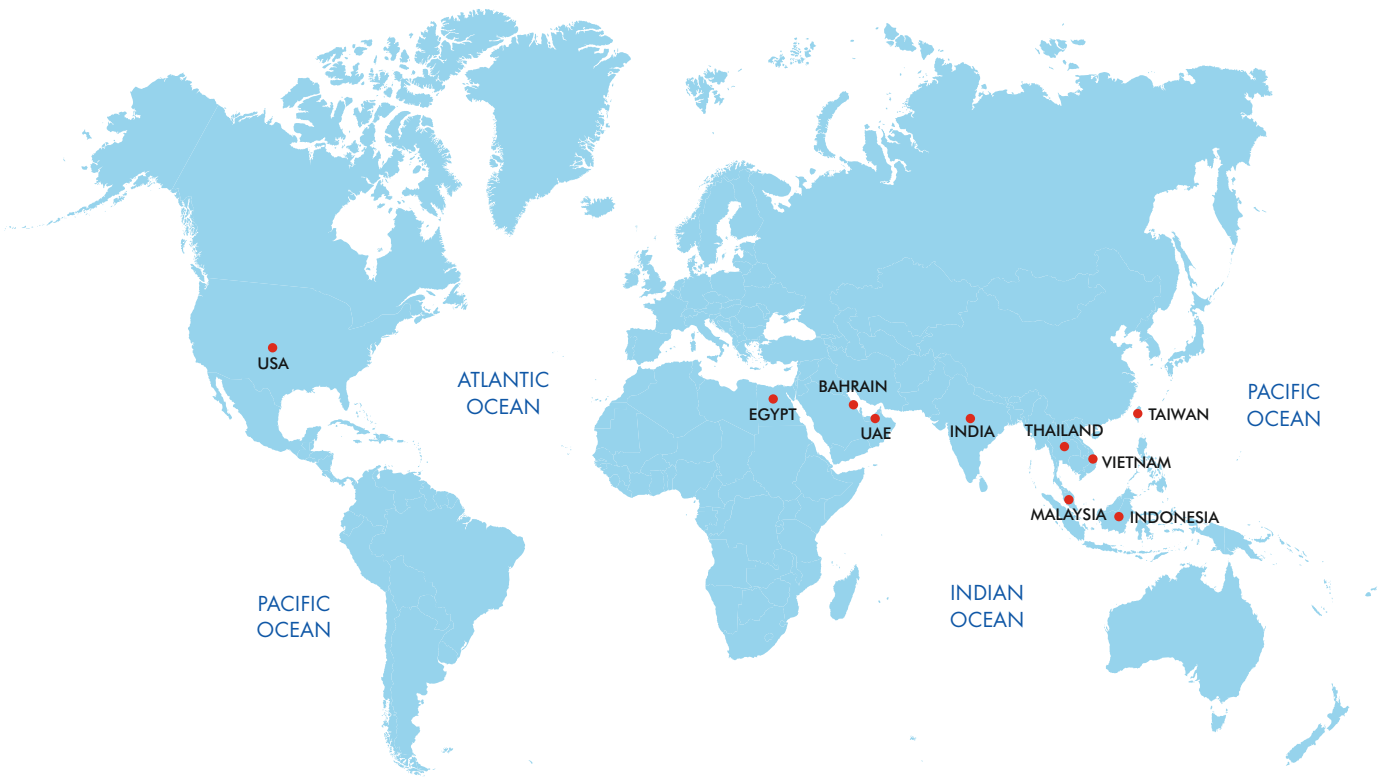 USA
ATLANTIC
OCEAN
BAHRAIN
EGYPT
UAE
INDIA
THAILAND
TAIWAN
PACIFIC
OCEAN
VIETNAM
MALAYSIA
INDONESIA
PACIFIC
OCEAN
INDIAN
OCEAN